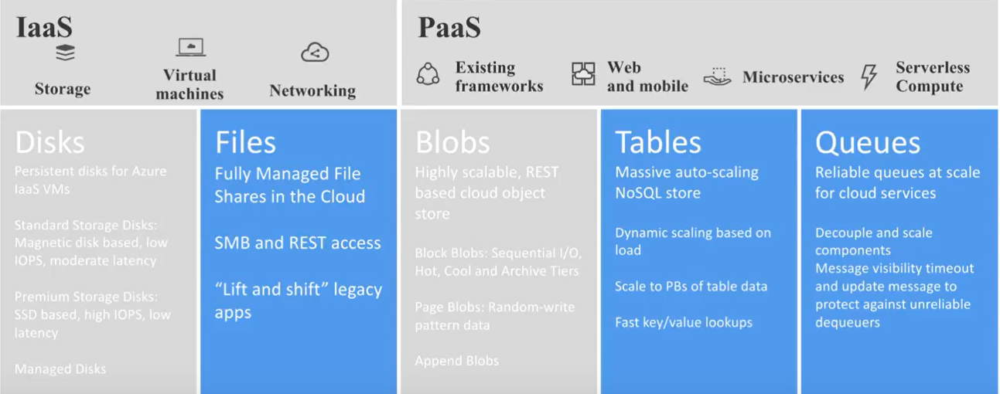 IaaS
Storage
Virtual
machines
Networking
PaaS
Existing
frameworks
Web
and mobile
Microservices
Serverless
Compute
Disks
Persistent disks for Azure
IaaS VMs
Standard Storage Disks:
Magnetic disk based, low
IOPS, moderate latency
Premium Storage Disks:
SSD based, high IOPS, low
latency
Managed Disks
Files
Fully Managed File
Shares in the Cloud
SMB and REST access
“Lift and shift” legacy
apps
Blobs
Highly scalable, REST
based cloud object
store
Block Blobs: Sequential I/O,
Hot, Cool and Archive Tiers
Page Blobs: Random-write
pattern data
Append Blobs
Tables
Massive auto-scaling
NoSQL store
Dynamic scaling based on
load
Scale to PBs of table data
Fast key/value lookups
Queues
Reliable queues at scale
for cloud services
Decouple and scale
components
Message visibility timeout
and update message to
protect against unreliable
dequeuers